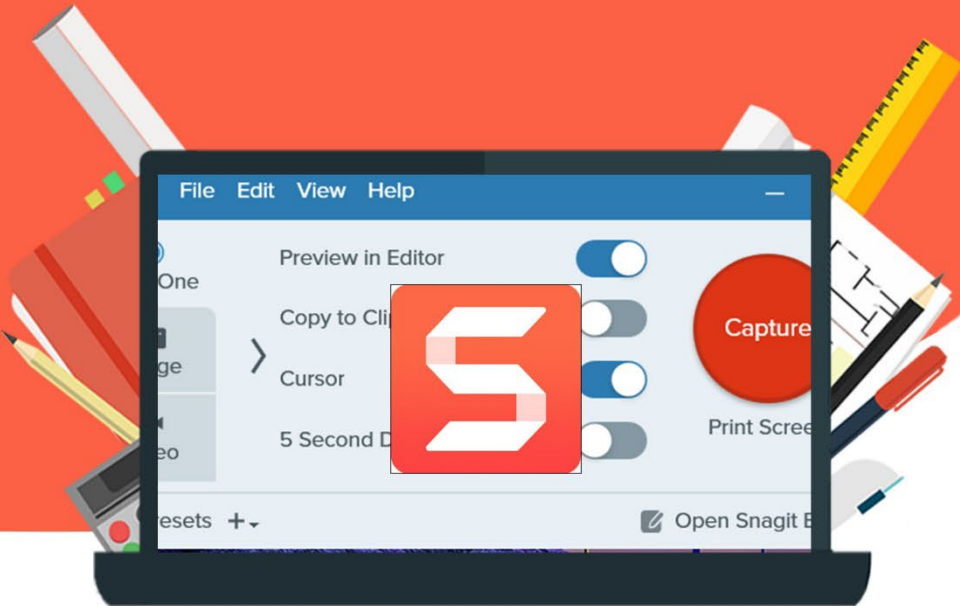 File Edit View Help
One
Preview in Editor
Copy to Cli
ge
Cursor
Capture
5 Second D
eo
Print Scree
esets +
Open Snagit E
S